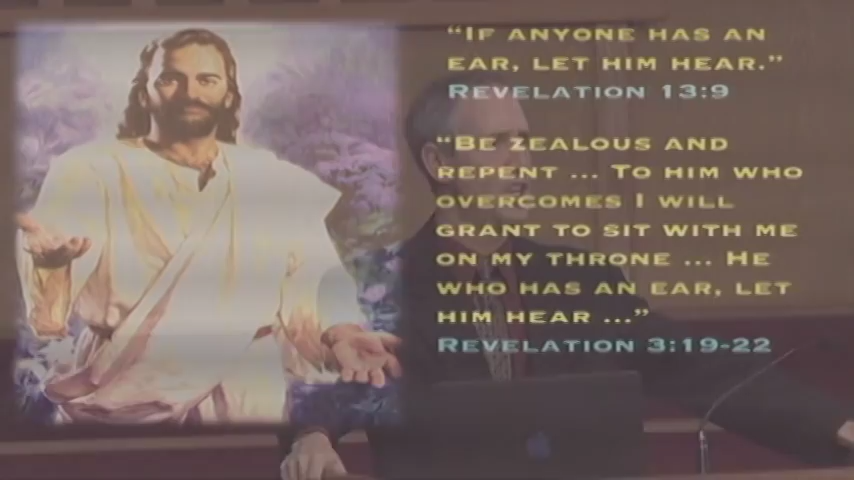 “IF ANYONE HAS AN
EAR, LET HIM HEAR.”
REVELATION 13:9
“BE ZEALOUS AND
REPENT ... TO HIM WHO
OVERCOMES I WILL
GRANT TO SIT WITH ME
ON MY THRONE ... HE
WHO HAS AN EAR, LET
HIM HEAR ...”
REVELATION 3:19-22